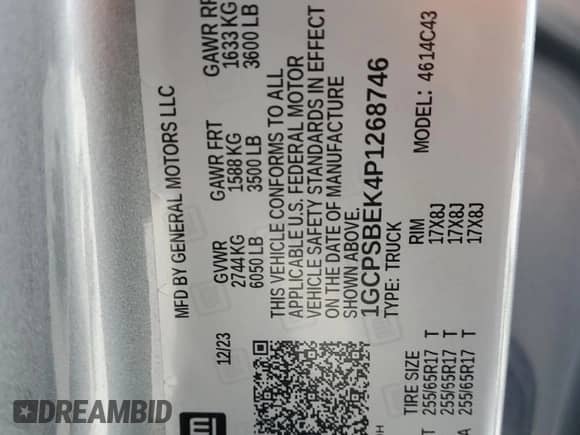 MFD BY GENERAL MOTORS LLC
12/23
GVWR
2744 KG
6050 LB
GAWR FRT
1588 KG
3500 LB
GAWR RR
1633 KG
3600 LB
THIS VEHICLE CONFORMS TO ALL
APPLICABLE U.S. FEDERAL MOTOR
VEHICLE SAFETY STANDARDS IN EFFECT
ON THE DATE OF MANUFACTURE
SHOWN ABOVE.
1GCPSBEK4P1268746
TYPE: TRUCK
MODEL: 4614C43
TIRE SIZE RIM
255/65R17 T 17X8J
255/65R17 T 17X8J
255/65R17 T 17X8J
gm
DREAMBID